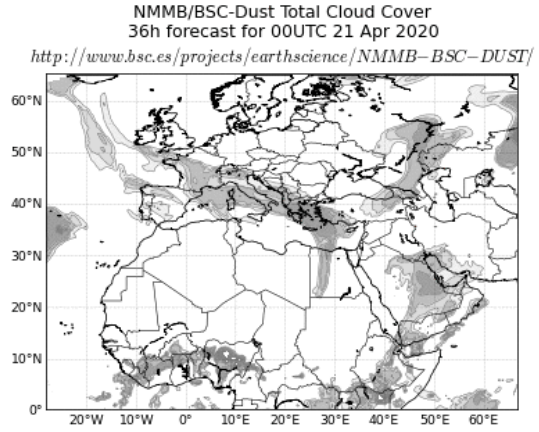 NMMB/BSC-Dust Total Cloud Cover
36h forecast for 00UTC 21 Apr 2020
http://www.bsc.es/projects/earthscience/NMMB−BSC−DUST/
60°N
50°N
40°N
30°N
20°N
10°N
0°
20°W 10°W 0° 10°E 20°E 30°E 40°E 50°E 60°E